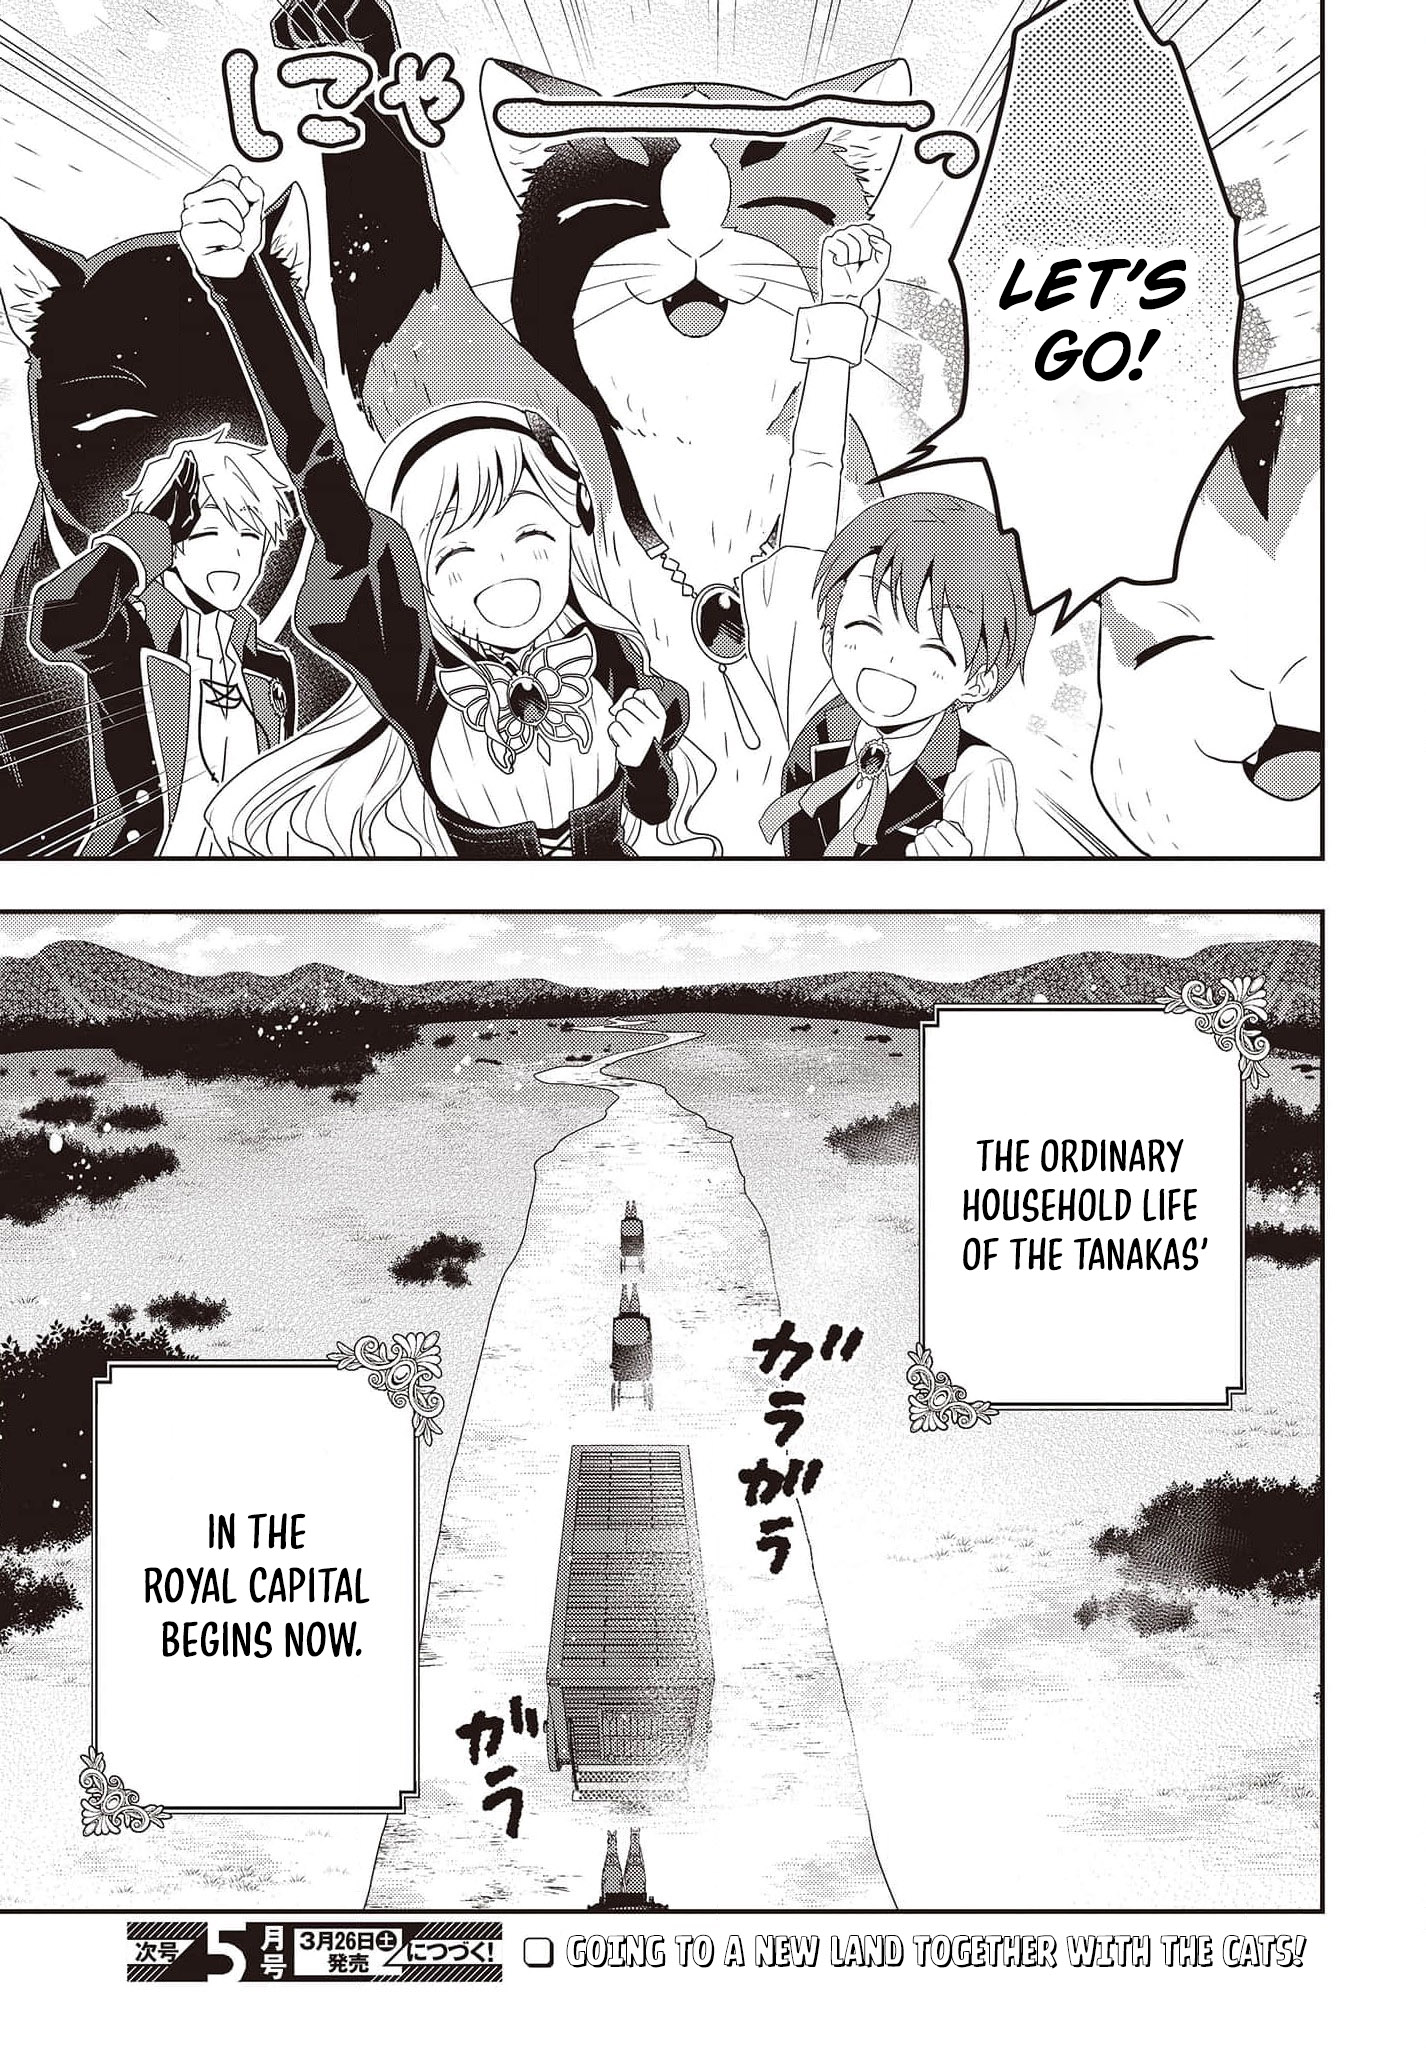 LET'S
GO!
しにゃーっ
THE ORDINARY
HOUSEHOLD LIFE
OF THE TANAKAS'
ガラガラ
ガラ
IN THE
ROYAL CAPITAL
BEGINS NOW.
次号5月号 3月26日㊏発売 につづく!
GOING TO A NEW LAND TOGETHER WITH THE CATS!